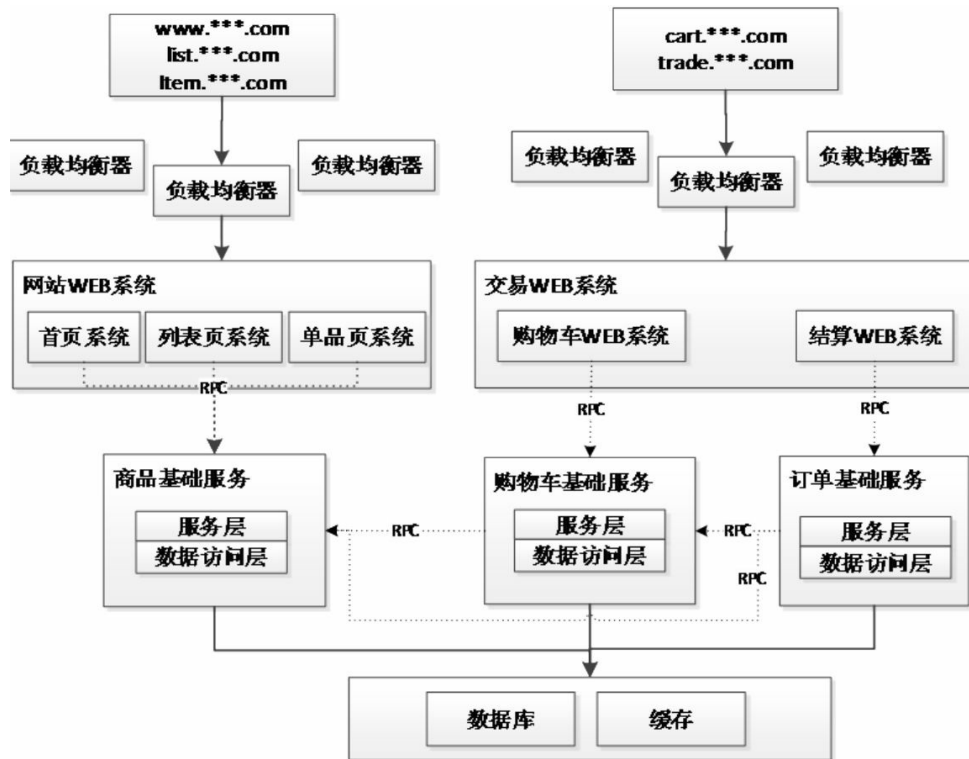 www.***.com
list.***.com
Item.***.com
cart.***.com
trade.***.com
负载均衡器
负载均衡器
负载均衡器
负载均衡器
负载均衡器
负载均衡器
网站WEB系统
首页系统
列表页系统
单品页系统
交易WEB系统
购物车WEB系统
结算WEB系统
RPC
RPC
RPC
商品基础服务
服务层
数据访问层
购物车基础服务
服务层
数据访问层
订单基础服务
服务层
数据访问层
RPC
RPC
RPC
数据库
缓存